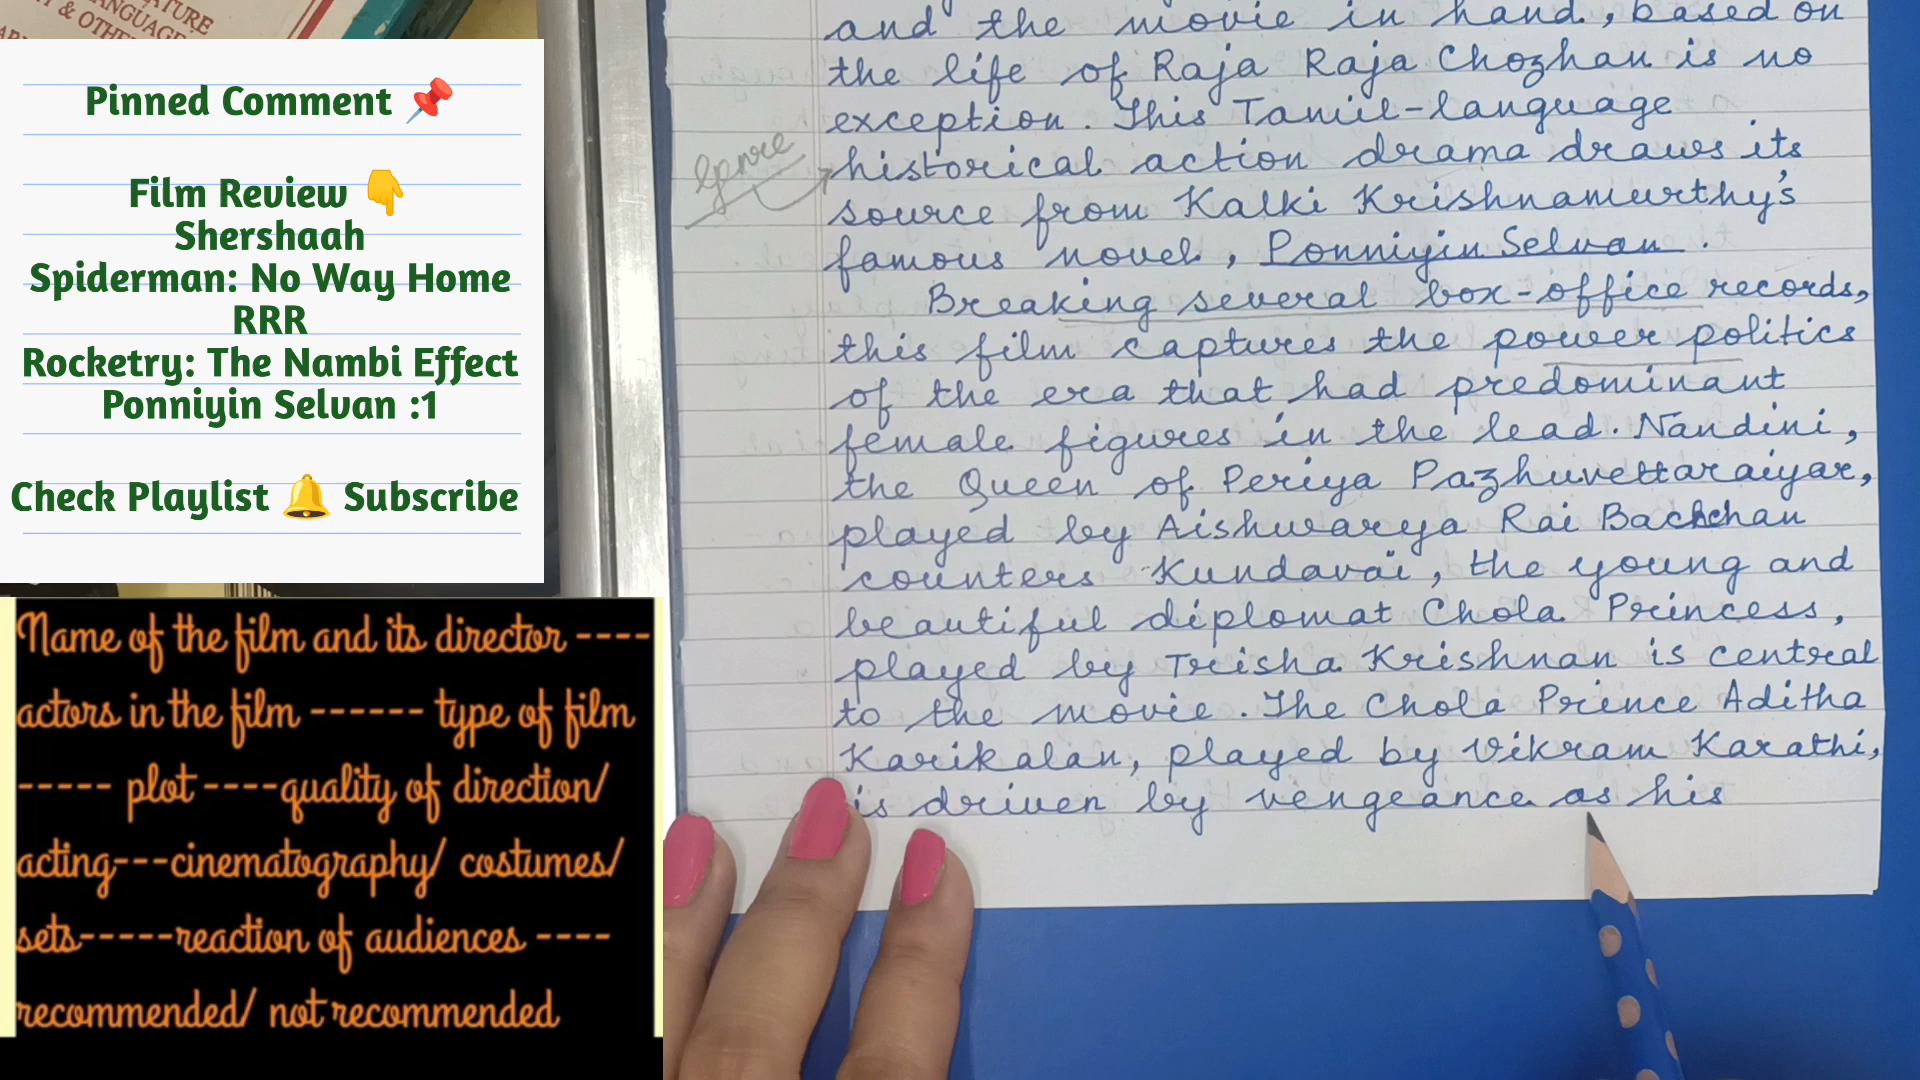 ATURE
& OTHE
LANGUAGE
Pinned Comment 📌
Film Review 👇
Shershaah
Spiderman: No Way Home
RRR
Rocketry: The Nambi Effect
Ponniyin Selvan :1
Check Playlist 🔔 Subscribe
Name of the film and its director ----
actors in the film ------ type of film
----- plot ----quality of direction/
acting---cinematography/ costumes/
sets-----reaction of audiences ----
recommended/ not recommended
and the movie in hand, based on
the life of Raja Raja Chozhan is no
exception. This Tamil-language
Genre
historical action drama draws its
source from Kalki Krishnamurthy's
famous novel, Ponniyin Selvan.
Breaking several box-office records,
this film captures the power politics
of the era that had predominant
female figures in the lead. Nandini,
the Queen of Periya Pazhuvettaraiyar,
played by Aishwarya Rai Bachchan
counters Kundavai, the young and
beautiful diplomat Chola Princess,
played by Trisha Krishnan is central
to the movie. The Chola Prince Aditha
Karikalan, played by Vikram Karathi,
is driven by vengeance as his